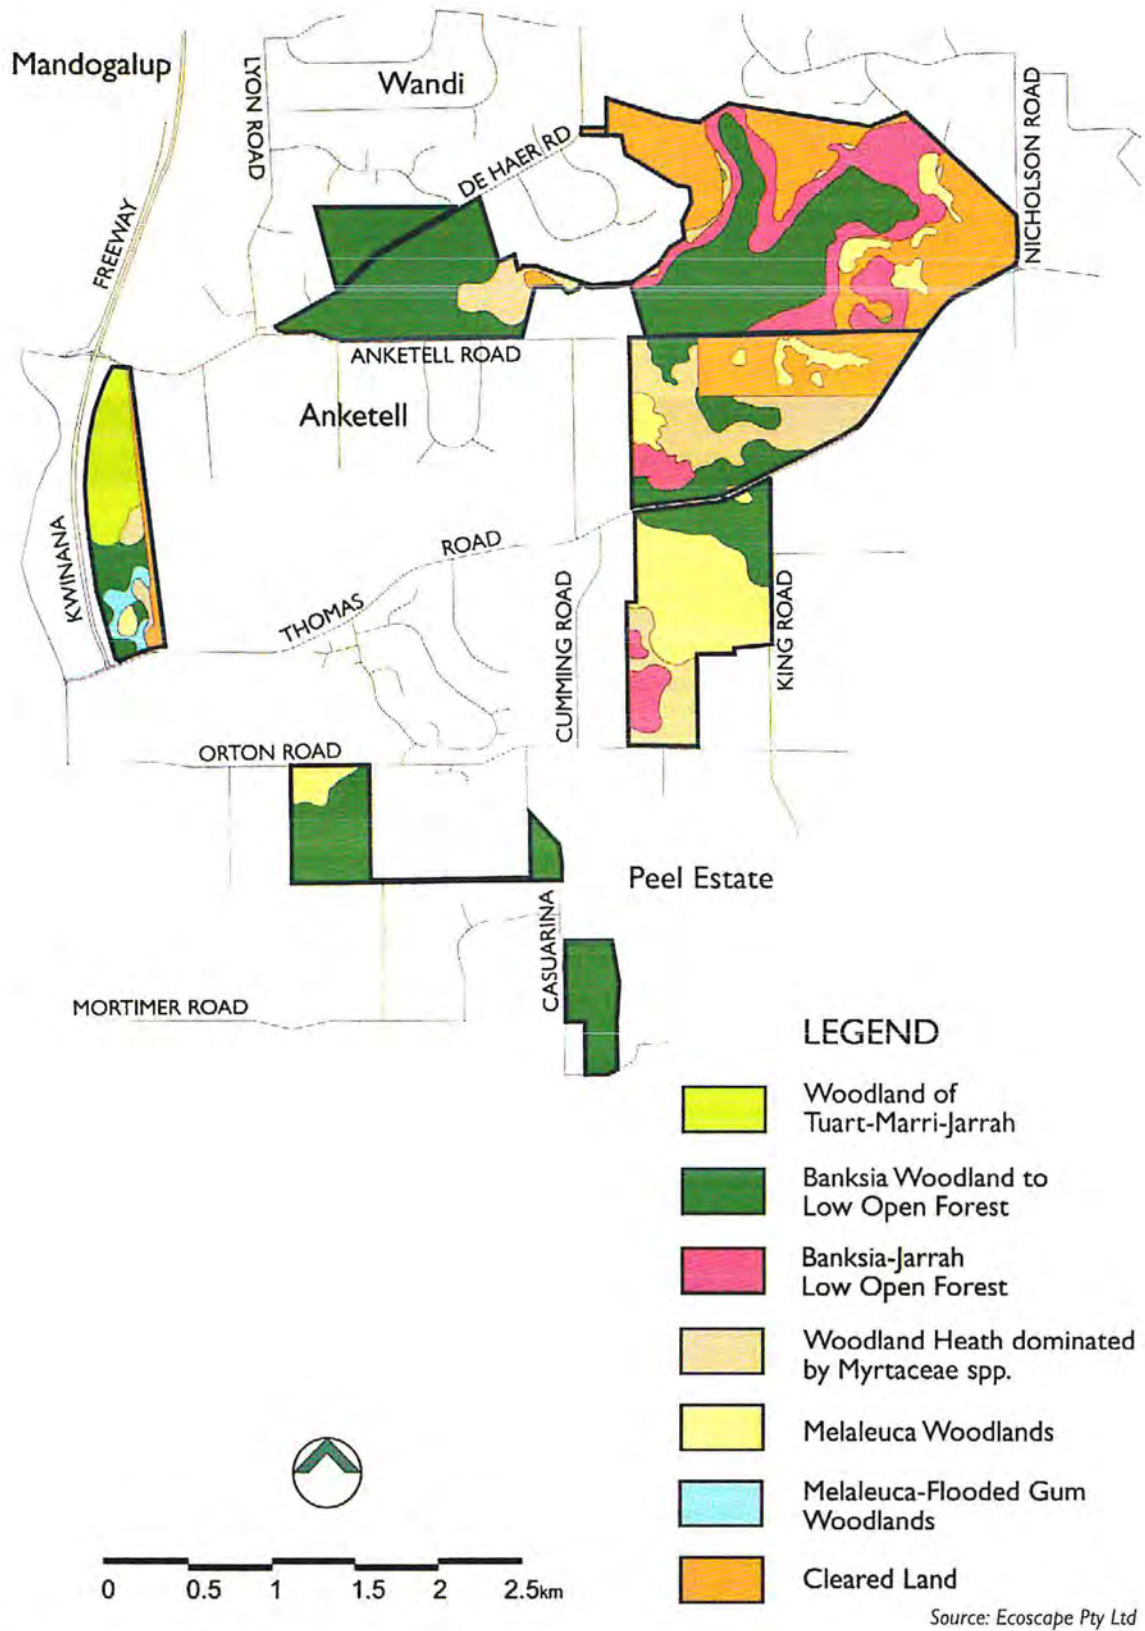 Mandogalup
LYON ROAD
Wandi
DE HAER RD
NICHOLSON ROAD
FREEWAY
ANKETELL ROAD
Anketell
KWINANA
THOMAS
ROAD
CUMMING ROAD
KING ROAD
ORTON ROAD
Peel Estate
CASUARINA
MORTIMER ROAD
LEGEND
Woodland of
Tuart-Marri-Jarrah
Banksia Woodland to
Low Open Forest
Banksia-Jarrah
Low Open Forest
Woodland Heath dominated
by Myrtaceae spp.
Melaleuca Woodlands
Melaleuca-Flooded Gum
Woodlands
Cleared Land
0 0.5 1 1.5 2 2.5km
Source: Ecoscape Pty Ltd